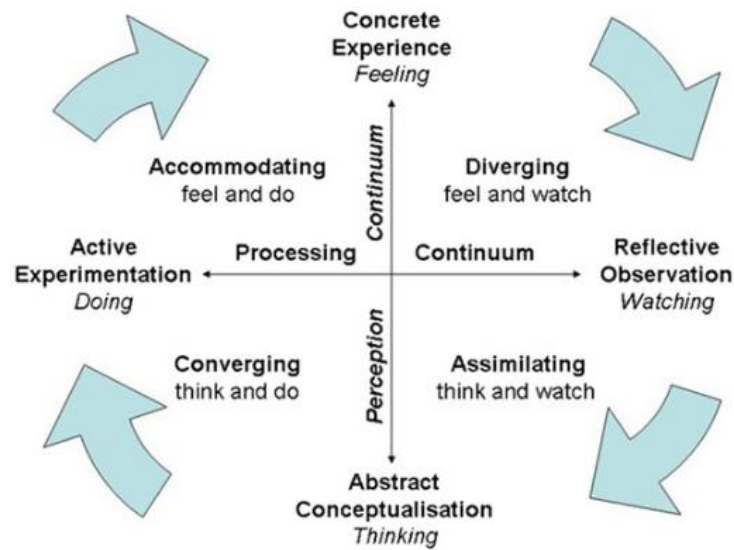 Concrete
Experience
Feeling
Continuum
Accommodating
feel and do
Diverging
feel and watch
Active
Experimentation
Doing
Processing
Continuum
Reflective
Observation
Watching
Perception
Converging
think and do
Assimilating
think and watch
Abstract
Conceptualisation
Thinking